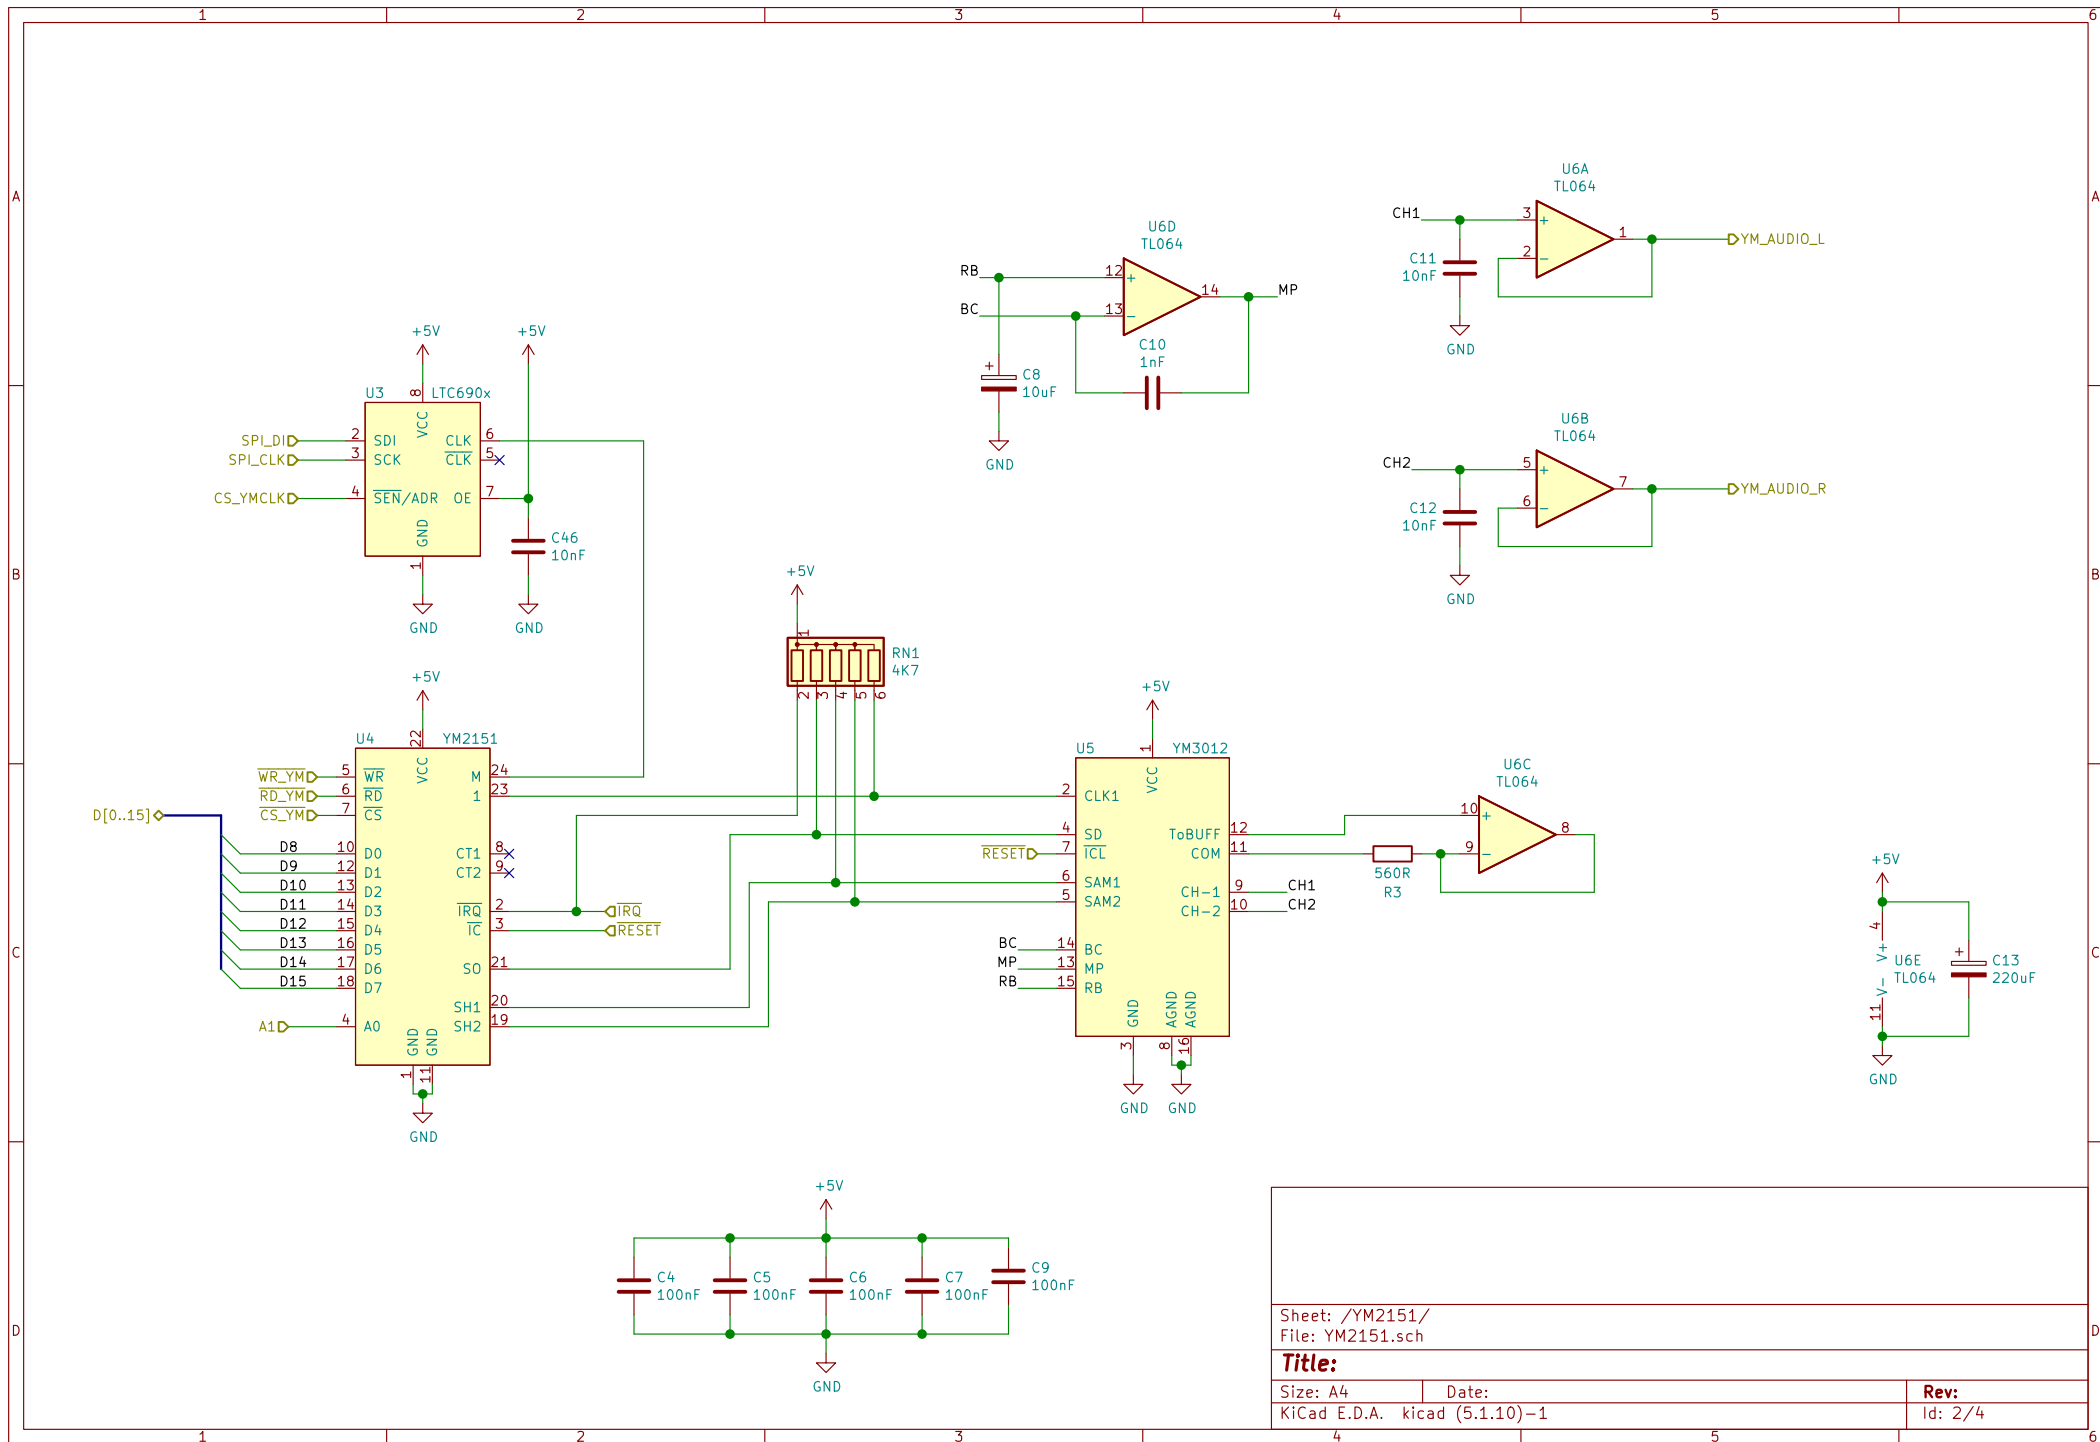 1 2 3 4 5 6
A
B
C
D
A
B
C
D
1 2 3 4 5 6
+5V
+5V
U3
LTC690x
8
VCC
SPI_DI
2
SDI
CLK
6
SPI_CLK
3
SCK
CLK
5
CS_YMCLK
4
SEN/ADR
OE
7
GND
1
GND
C46
10nF
GND
+5V
U4
YM2151
22
VCC
WR_YM
5
WR
M
24
RD_YM
6
RD
1
23
CS_YM
7
CS
D[0..15]
D8
10
D0
CT1
8
D9
12
D1
CT2
9
D10
13
D2
D11
14
D3
IRQ
2
IRQ
D12
15
D4
IC
3
RESET
D13
16
D5
D14
17
D6
SO
21
D15
18
D7
SH1
20
A1
4
A0
SH2
19
GND
GND
1
11
GND
+5V
1
RN1
4K7
2
3
4
5
6
U6D
TL064
RB
12
+
BC
13
-
14
MP
C10
1nF
+
C8
10uF
GND
U6A
TL064
CH1
3
+
2
-
1
YM_AUDIO_L
C11
10nF
GND
U6B
TL064
CH2
5
+
6
-
7
YM_AUDIO_R
C12
10nF
GND
+5V
U5
YM3012
1
VCC
2
CLK1
4
SD
ToBUFF
12
RESET
7
ICL
COM
11
6
SAM1
CH-1
9
CH1
5
SAM2
CH-2
10
CH2
BC
14
BC
MP
13
MP
RB
15
RB
GND
AGND
AGND
3
8
16
GND
GND
U6C
TL064
10
+
9
-
8
560R
R3
+5V
4
V+
U6E
TL064
V-
11
+
C13
220uF
GND
+5V
C4
100nF
C5
100nF
C6
100nF
C7
100nF
C9
100nF
GND
Sheet: /YM2151/
File: YM2151.sch
Title:
Size: A4 Date: Rev:
KiCad E.D.A. kicad (5.1.10)-1 Id: 2/4